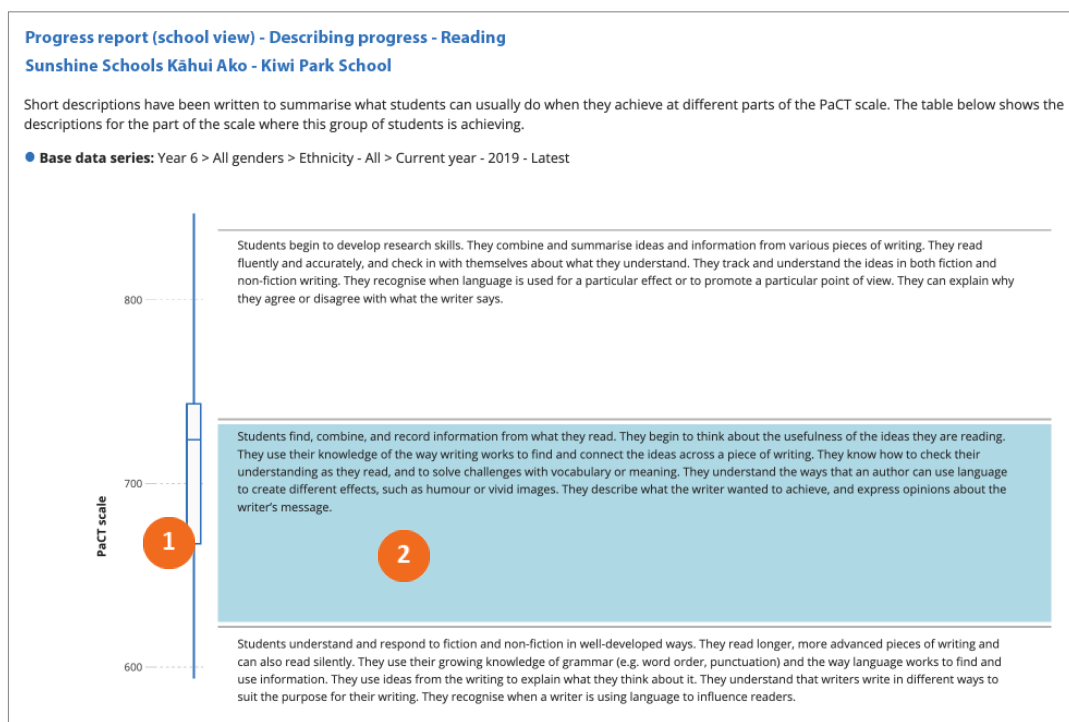 Progress report (school view) - Describing progress - Reading
Sunshine Schools Kāhui Ako - Kiwi Park School
Short descriptions have been written to summarise what students can usually do when they achieve at different parts of the PaCT scale. The table below shows the
descriptions for the part of the scale where this group of students is achieving.
Base data series: Year 6 > All genders > Ethnicity - All > Current year - 2019 - Latest
Students begin to develop research skills. They combine and summarise ideas and information from various pieces of writing. They read
fluently and accurately, and check in with themselves about what they understand. They track and understand the ideas in both fiction and
non-fiction writing. They recognise when language is used for a particular effect or to promote a particular point of view. They can explain why
they agree or disagree with what the writer says.
800
Students find, combine, and record information from what they read. They begin to think about the usefulness of the ideas they are reading.
They use their knowledge of the way writing works to find and connect the ideas across a piece of writing. They know how to check their
understanding as they read, and to solve challenges with vocabulary or meaning. They understand the ways that an author can use language
to create different effects, such as humour or vivid images. They describe what the writer wanted to achieve, and express opinions about the
writer's message.
700
PaCT scale
1
2
Students understand and respond to fiction and non-fiction in well-developed ways. They read longer, more advanced pieces of writing and
can also read silently. They use their growing knowledge of grammar (e.g. word order, punctuation) and the way language works to find and
use information. They use ideas from the writing to explain what they think about it. They understand that writers write in different ways to
suit the purpose for their writing. They recognise when a writer is using language to influence readers.
600